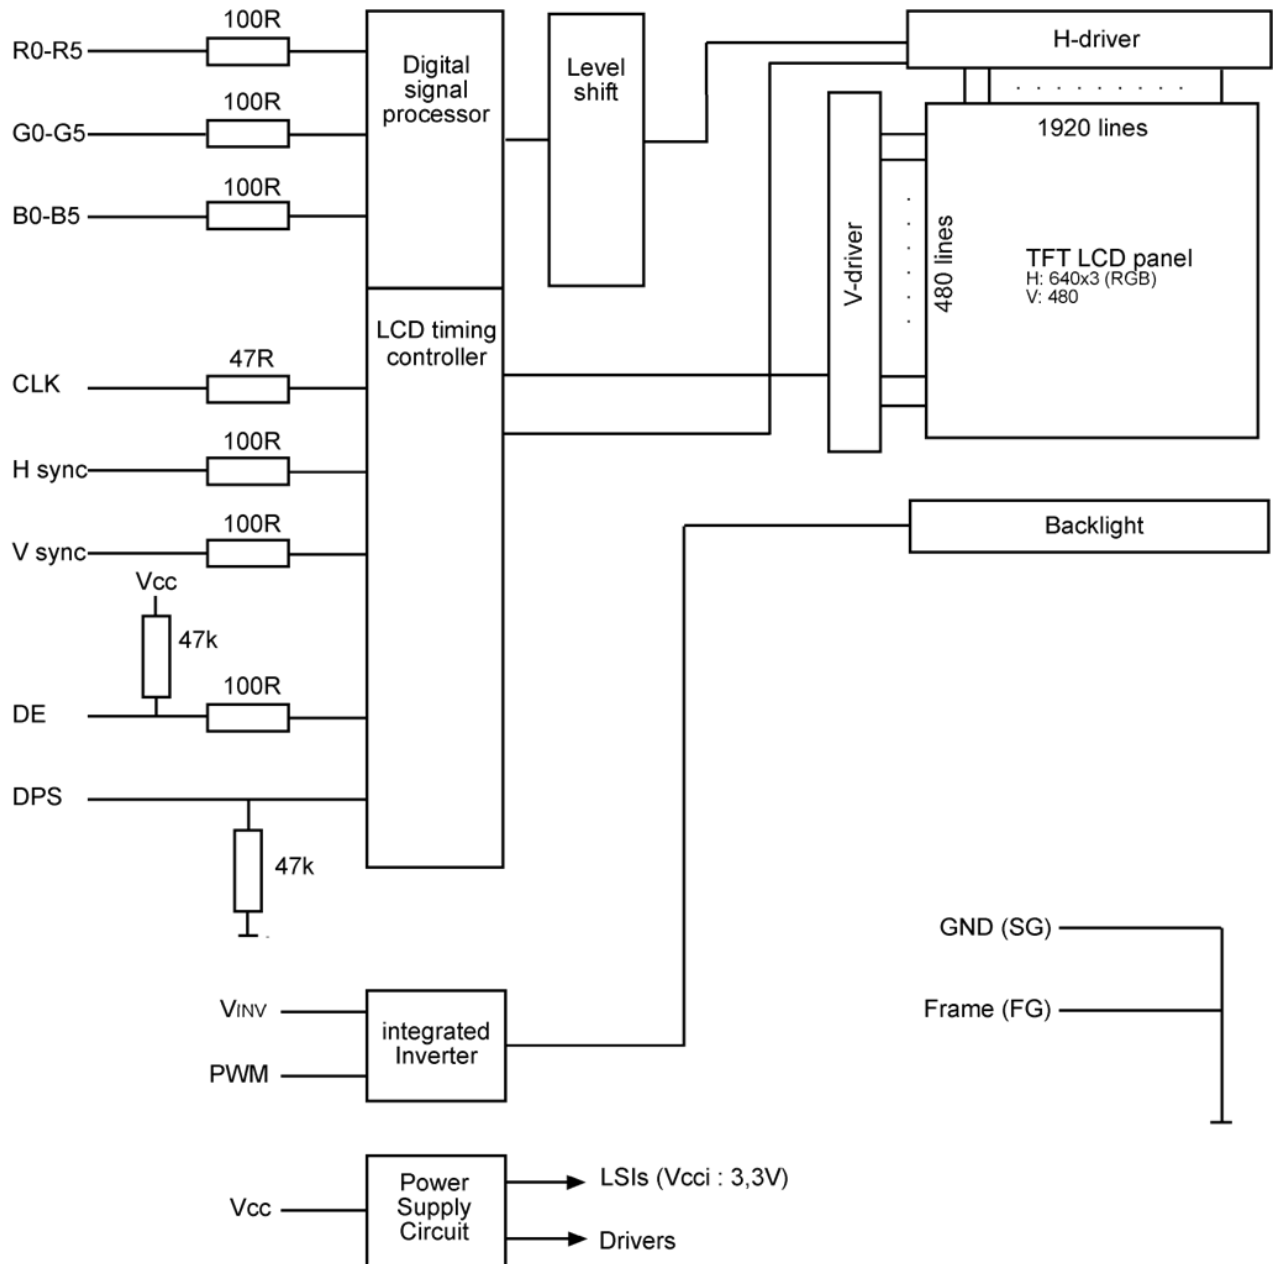 100R
R0-R5
100R
G0-G5
100R
B0-B5
Digital
signal
processor
Level
shift
H-driver
1920 lines
V-driver
480 lines
TFT LCD panel
H: 640x3 (RGB)
V: 480
LCD timing
controller
47R
CLK
100R
H sync
100R
V sync
Vcc
47k
100R
DE
DPS
47k
Backlight
GND (SG)
Frame (FG)
VINV
PWM
integrated
Inverter
Vcc
Power
Supply
Circuit
LSIs (Vcci : 3,3V)
Drivers